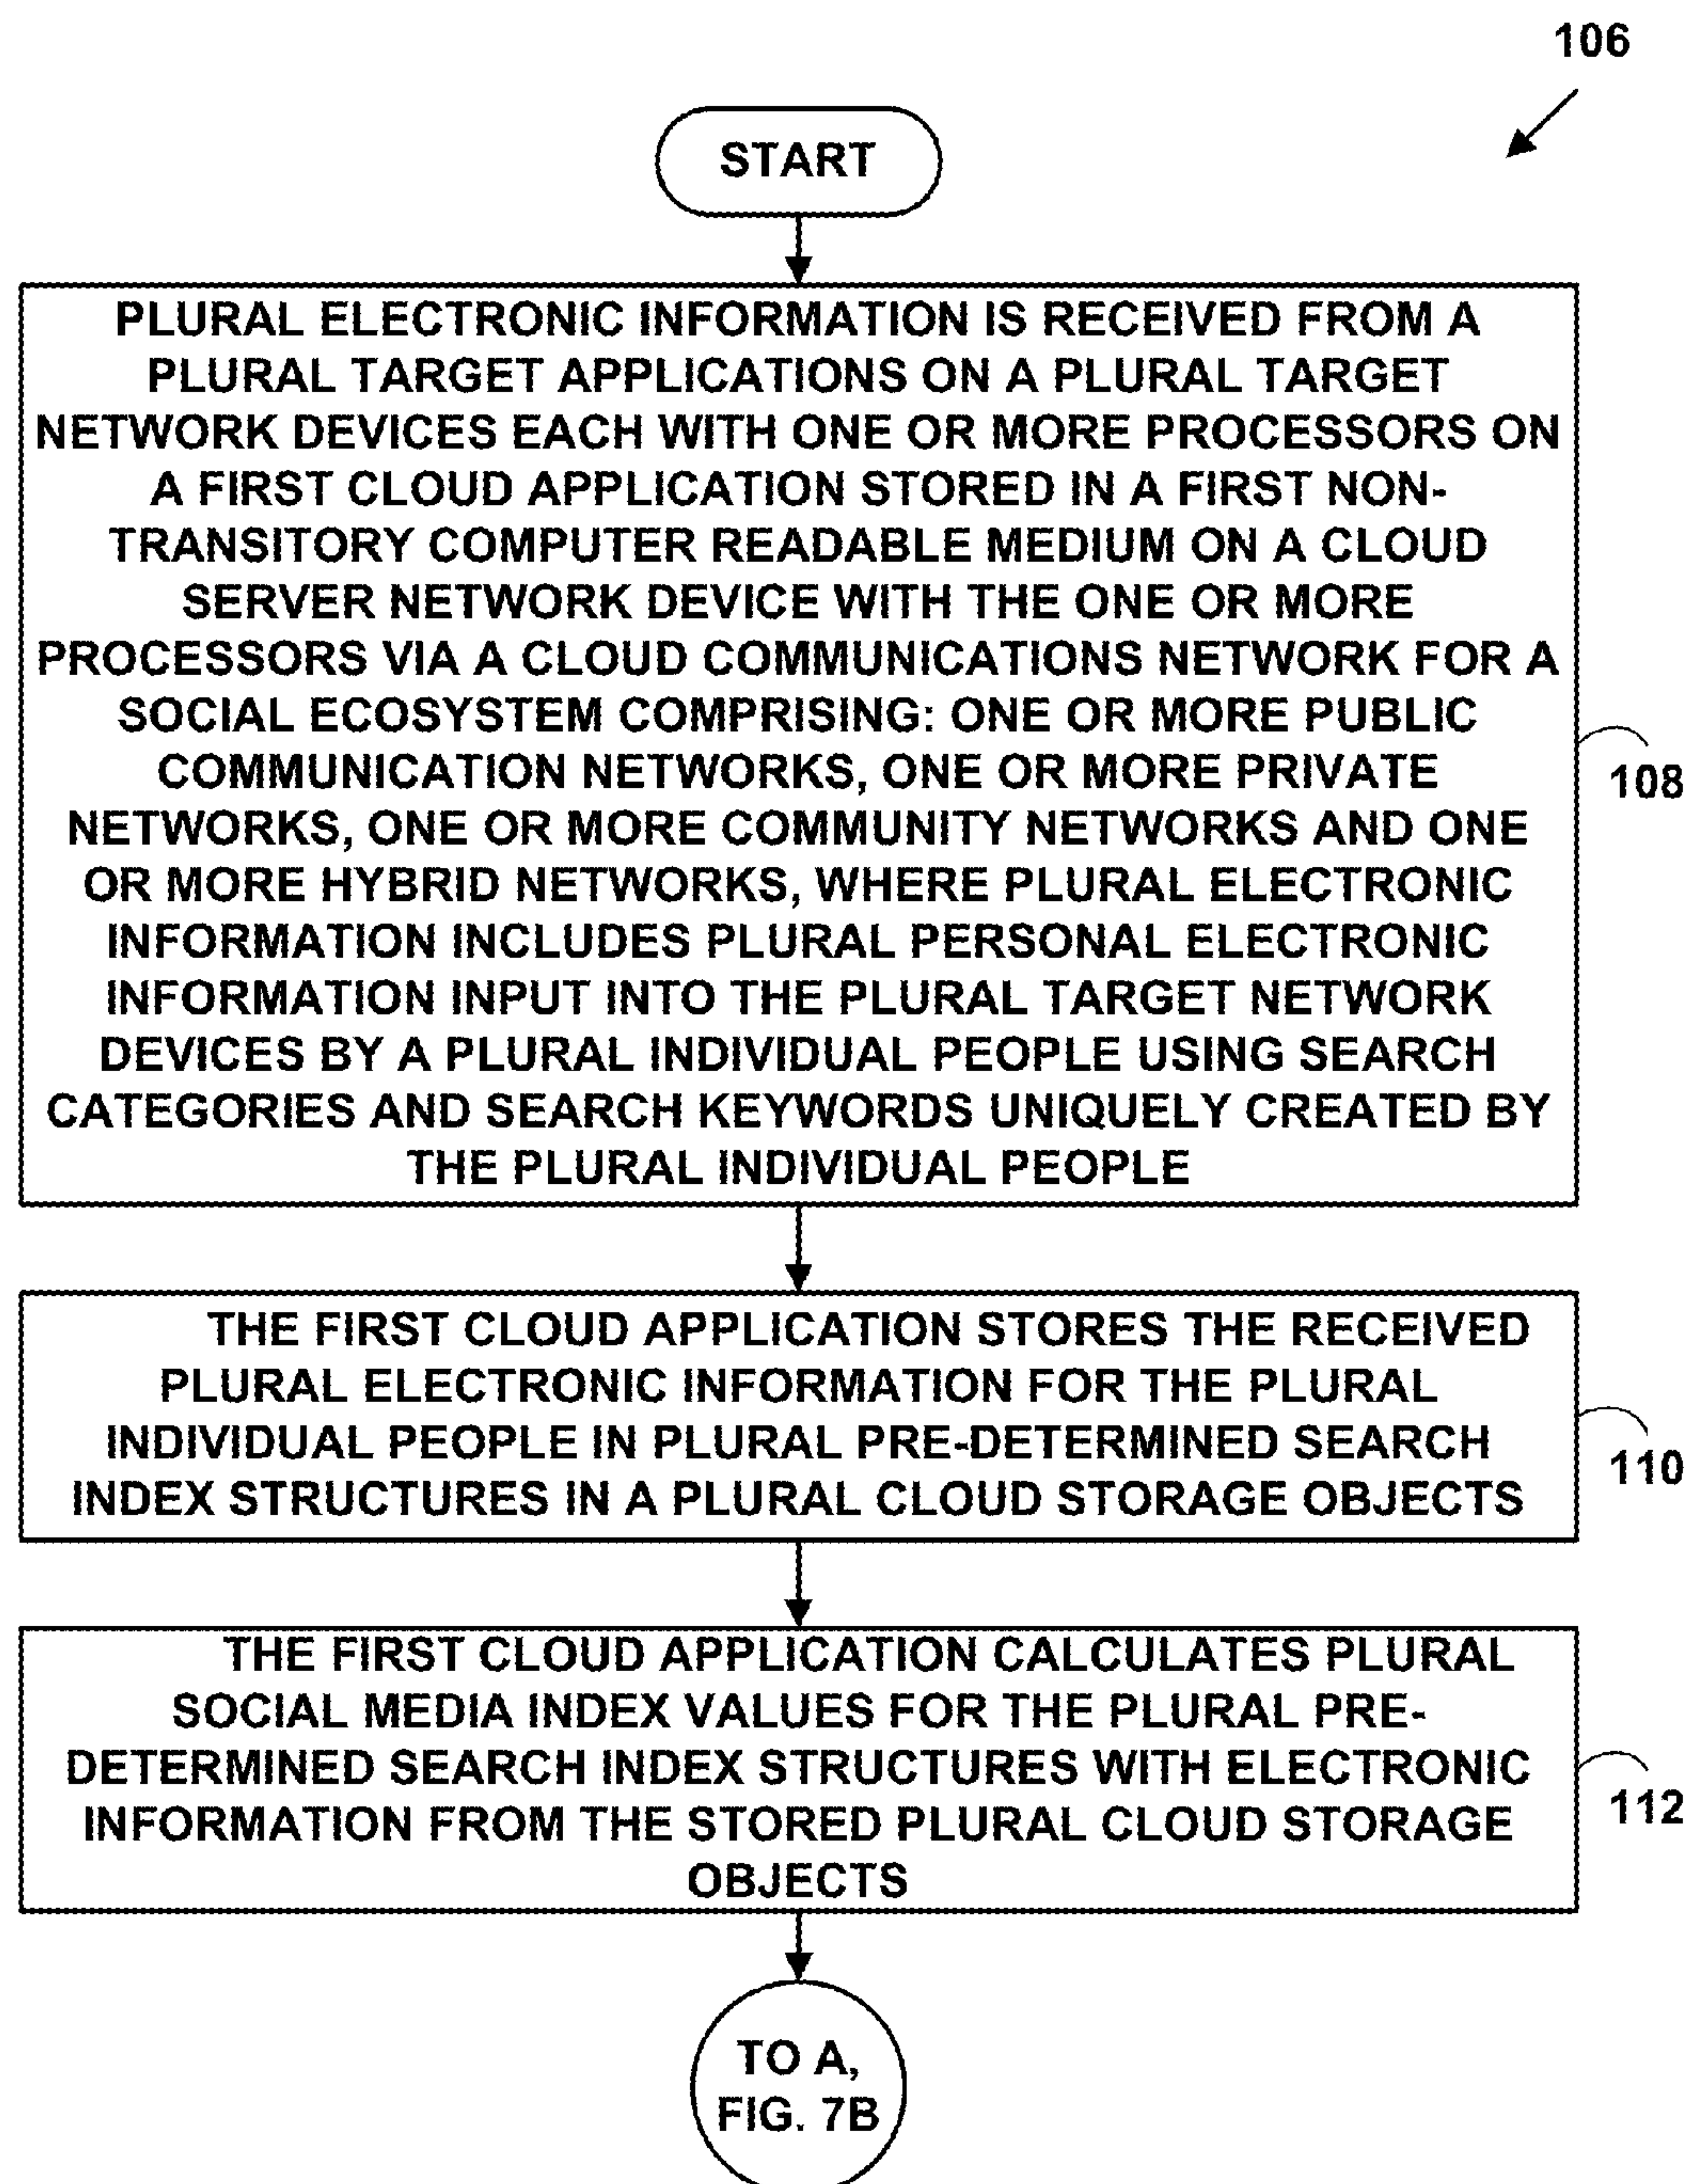 106
START
PLURAL ELECTRONIC INFORMATION IS RECEIVED FROM A
PLURAL TARGET APPLICATIONS ON A PLURAL TARGET
NETWORK DEVICES EACH WITH ONE OR MORE PROCESSORS ON
A FIRST CLOUD APPLICATION STORED IN A FIRST NON-
TRANSITORY COMPUTER READABLE MEDIUM ON A CLOUD
SERVER NETWORK DEVICE WITH THE ONE OR MORE
PROCESSORS VIA A CLOUD COMMUNICATIONS NETWORK FOR A
SOCIAL ECOSYSTEM COMPRISING: ONE OR MORE PUBLIC
COMMUNICATION NETWORKS, ONE OR MORE PRIVATE
NETWORKS, ONE OR MORE COMMUNITY NETWORKS AND ONE
OR MORE HYBRID NETWORKS, WHERE PLURAL ELECTRONIC
INFORMATION INCLUDES PLURAL PERSONAL ELECTRONIC
INFORMATION INPUT INTO THE PLURAL TARGET NETWORK
DEVICES BY A PLURAL INDIVIDUAL PEOPLE USING SEARCH
CATEGORIES AND SEARCH KEYWORDS UNIQUELY CREATED BY
THE PLURAL INDIVIDUAL PEOPLE
108
THE FIRST CLOUD APPLICATION STORES THE RECEIVED
PLURAL ELECTRONIC INFORMATION FOR THE PLURAL
INDIVIDUAL PEOPLE IN PLURAL PRE-DETERMINED SEARCH
INDEX STRUCTURES IN A PLURAL CLOUD STORAGE OBJECTS
110
THE FIRST CLOUD APPLICATION CALCULATES PLURAL
SOCIAL MEDIA INDEX VALUES FOR THE PLURAL PRE-
DETERMINED SEARCH INDEX STRUCTURES WITH ELECTRONIC
INFORMATION FROM THE STORED PLURAL CLOUD STORAGE
OBJECTS
112
TO A,
FIG. 7B